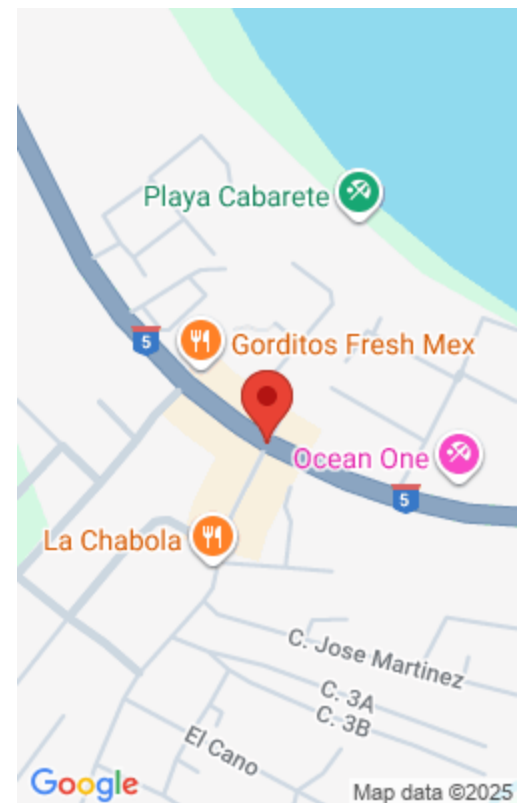 Playa Cabarete
5
Gorditos Fresh Mex
Ocean One
5
La Chabola
C. Jose Martinez
C. 3A
C. 3B
El Cano
Google
Map data ©2025